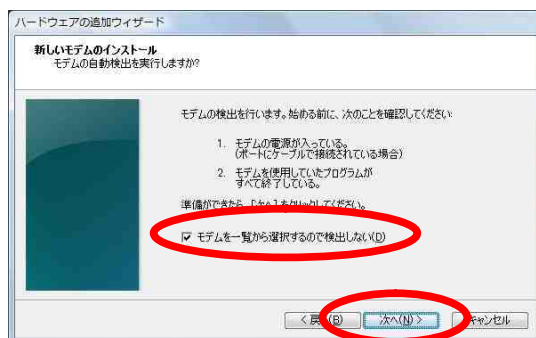 ハードウェアの追加ウィザード
新しいモデムのインストール
モデムの自動検出を実行しますか?
モデムの検出を行います。始める前に、次のことを確認してください:
1. モデムの電源が入っている。
(ポートにケーブルで接続されている場合)
2. モデムを使用していたプログラムが
すべて終了している。
準備ができたら、[次へ]をクリックしてください。
モデムを一覧から選択するので検出しない(D)
< 戻る(B) 次へ(N) > キャンセル